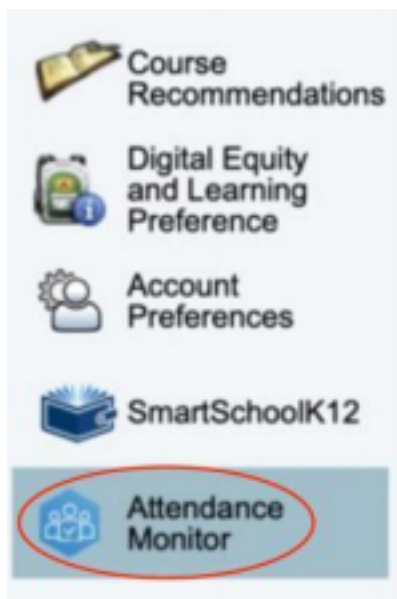 Course
Recommendations
Digital Equity
and Learning
Preference
Account
Preferences
SmartSchoolK12
Attendance
Monitor